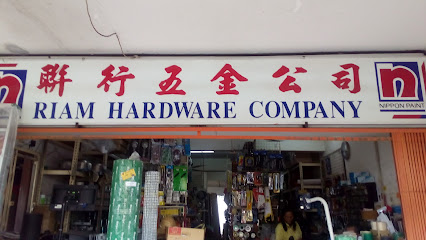 聯行五金公司
RIAM HARDWARE COMPANY
n
NIPPON PAINT